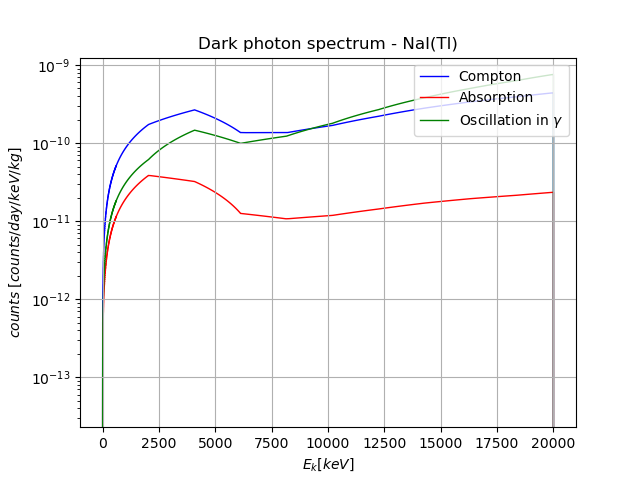 Dark photon spectrum - NaI(Tl)
Compton
Absorption
Oscillation in γ
counts [counts/day/keV/kg]
10⁻⁹
10⁻¹⁰
10⁻¹¹
10⁻¹²
10⁻¹³
0 2500 5000 7500 10000 12500 15000 17500 20000
E_k[keV]